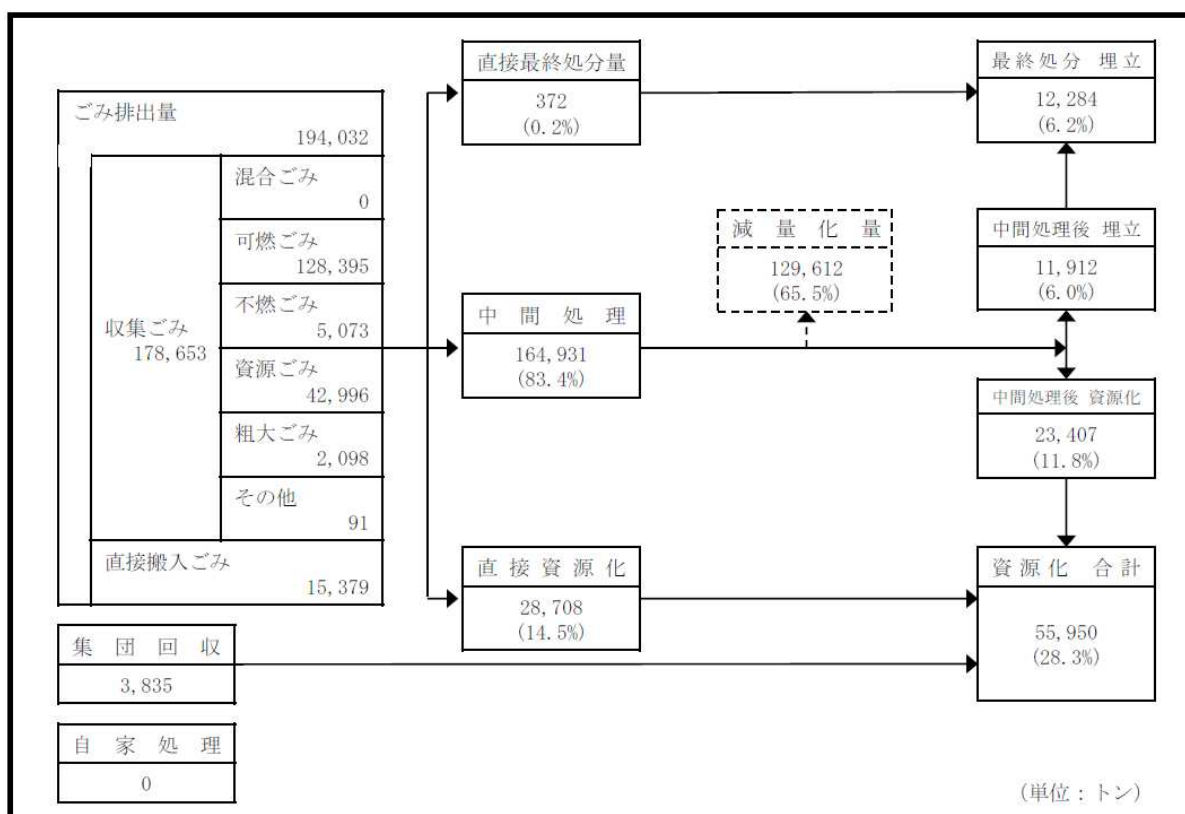 ごみ排出量
194,032
収集ごみ
178,653
混合ごみ
0
可燃ごみ
128,395
不燃ごみ
5,073
資源ごみ
42,996
粗大ごみ
2,098
その他
91
直接搬入ごみ
15,379
集団回収
3,835
自家処理
0
直接最終処分量
372
(0.2%)
中間処理
164,931
(83.4%)
直接資源化
28,708
(14.5%)
減量化量
129,612
(65.5%)
最終処分 埋立
12,284
(6.2%)
中間処理後 埋立
11,912
(6.0%)
中間処理後 資源化
23,407
(11.8%)
資源化 合計
55,950
(28.3%)
(単位:トン)